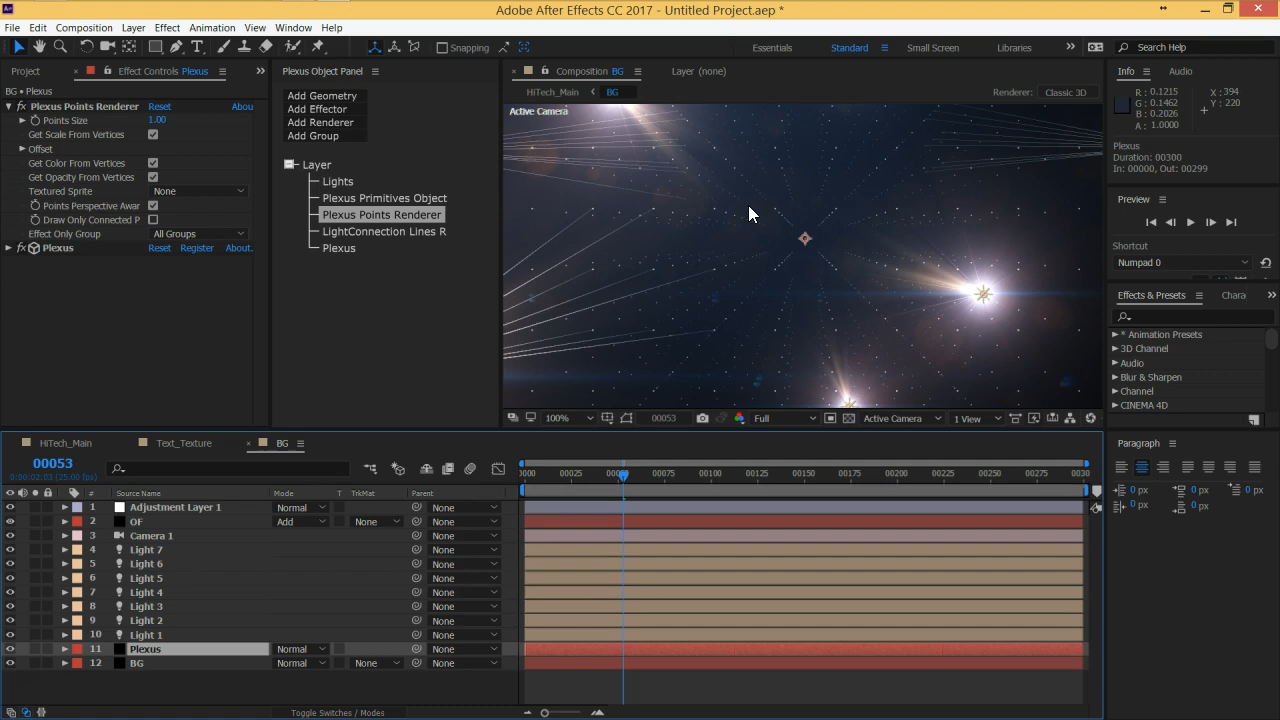 Adobe After Effects CC 2017 - Untitled Project.aep *
File Edit Composition Layer Effect Animation View Window Help
Snapping
Essentials Standard Small Screen Libraries Search Help
Project Effect Controls Plexus
BG • Plexus
Plexus Points Renderer Reset Abou
Points Size 1.00
Get Scale From Vertices
Offset
Get Color From Vertices
Get Opacity From Vertices
Textured Sprite None
Points Perspective Awar
Draw Only Connected P
Effect Only Group All Groups
Plexus Reset Register About.
Plexus Object Panel
Add Geometry
Add Effector
Add Renderer
Add Group
Layer
Lights
Plexus Primitives Object
Plexus Points Renderer
LightConnection Lines R
Plexus
Composition BG Layer (none)
HiTech_Main BG Renderer: Classic 3D
Active Camera
100% 00053 Full Active Camera 1 View
Info Audio
R : 0.1215
G : 0.1462
B : 0.2026
A : 1.0000
X : 394
Y : 220
Plexus
Duration: 00300
In: 00000, Out: 00299
Preview
Shortcut
Numpad 0
Effects & Presets Chara
* Animation Presets
3D Channel
Audio
Blur & Sharpen
Channel
CINEMA 4D
Paragraph
0 px 0 px 0 px
0 px 0 px
HiTech_Main Text_Texture BG
00053
0:00:02:03 (25.00 fps)
# Source Name Mode T TrkMat Parent
0000 00025 00075 00100 00125 00150 00175 00200 00225 00250 00275 0030
1 Adjustment Layer 1 Normal None
2 OF Add None None
3 Camera 1 None
4 Light 7 None
5 Light 6 None
6 Light 5 None
7 Light 4 None
8 Light 3 None
9 Light 2 None
10 Light 1 None
11 Plexus Normal None
12 BG Normal None None
Toggle Switches / Modes